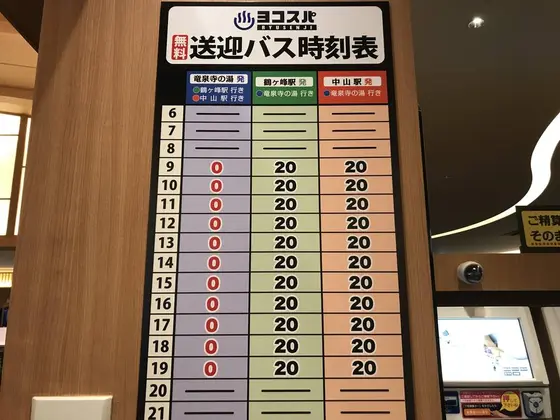 ヨコスパ
RYUSENJI
無料
送迎バス時刻表
竜泉寺の湯 発 鶴ヶ峰駅 発 中山駅 発
鶴ヶ峰駅 行き 竜泉寺の湯 行き 竜泉寺の湯 行き
中山駅 行き
6 — — —
7 — — —
8 — — —
9 0 20 20
10 0 20 20
11 0 20 20
12 0 20 20
13 0 20 20
14 0 20 20
15 0 20 20
16 0 20 20
17 0 20 20
18 0 20 20
19 0 20 20
20 — — —
21
ご精算
そのき